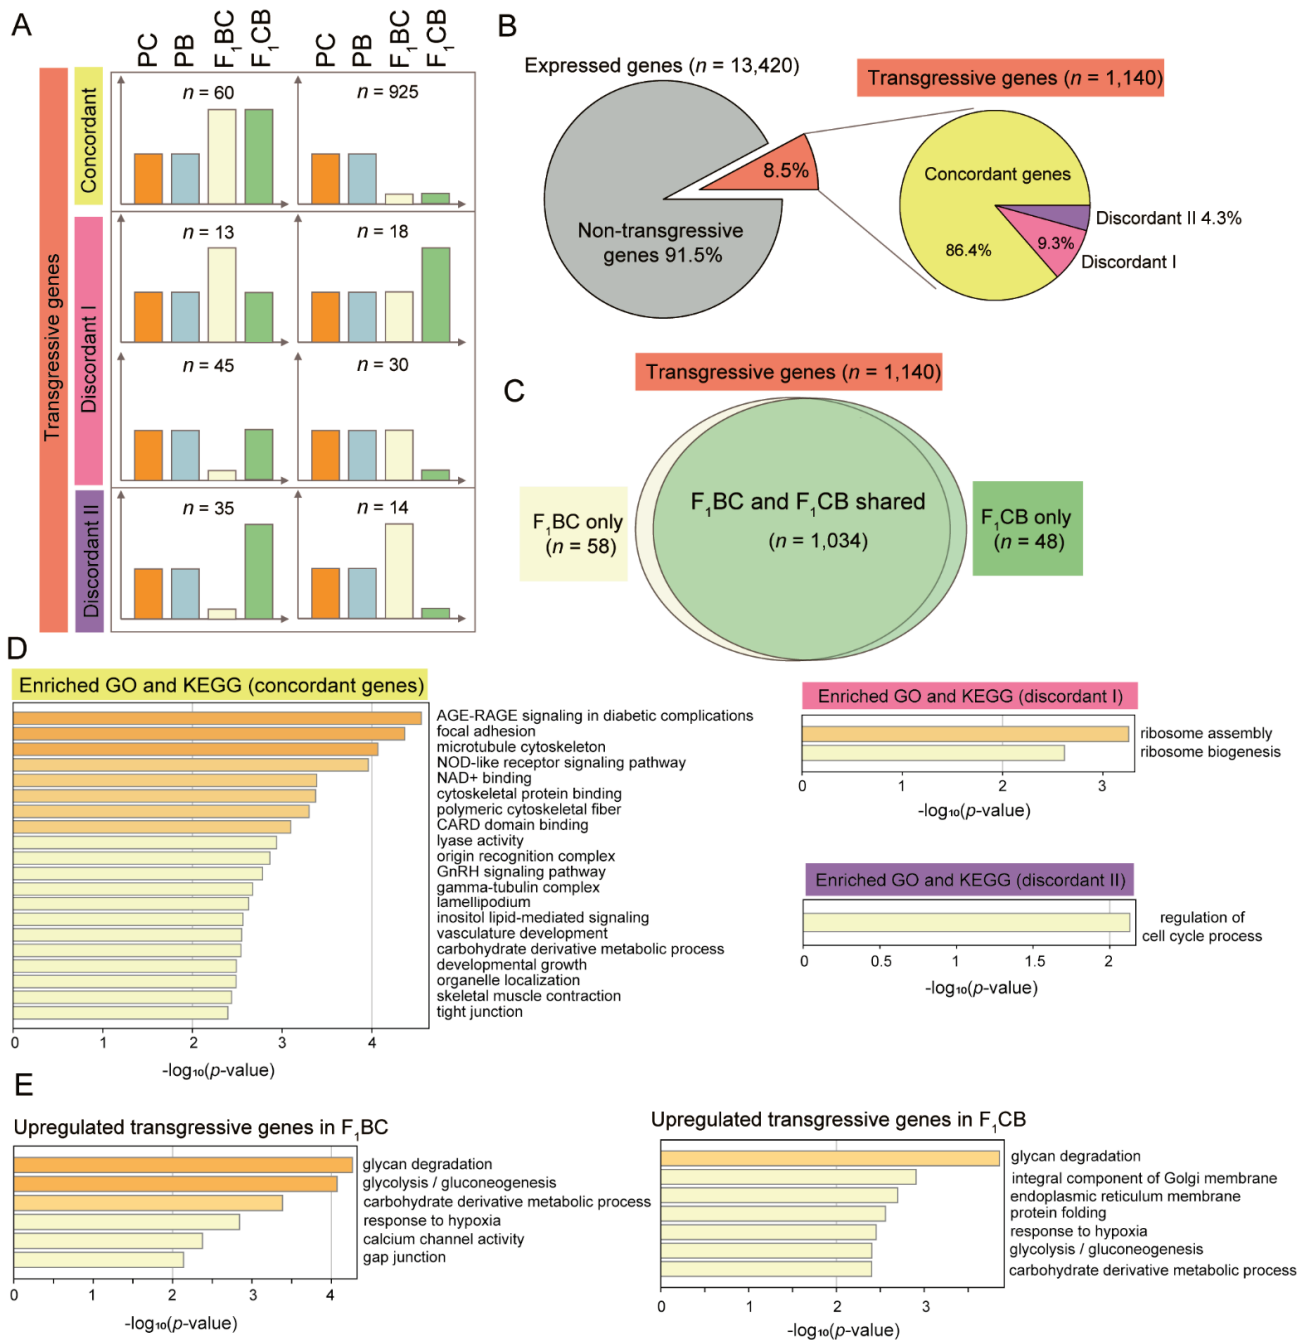 A
PC
PB
F₁BC
F₁CB
PC
PB
F₁BC
F₁CB
Transgressive genes
Concordant
n = 60
n = 925
Discordant I
n = 13
n = 18
n = 45
n = 30
Discordant II
n = 35
n = 14
B
Expressed genes (n = 13,420)
Transgressive genes (n = 1,140)
8.5%
Non-transgressive
genes 91.5%
Concordant genes
86.4%
9.3%
Discordant II 4.3%
Discordant I
C
Transgressive genes (n = 1,140)
F₁BC only
(n = 58)
F₁BC and F₁CB shared
(n = 1,034)
F₁CB only
(n = 48)
D
Enriched GO and KEGG (concordant genes)
AGE-RAGE signaling in diabetic complications
focal adhesion
microtubule cytoskeleton
NOD-like receptor signaling pathway
NAD+ binding
cytoskeletal protein binding
polymeric cytoskeletal fiber
CARD domain binding
lyase activity
origin recognition complex
GnRH signaling pathway
gamma-tubulin complex
lamellipodium
inositol lipid-mediated signaling
vasculature development
carbohydrate derivative metabolic process
developmental growth
organelle localization
skeletal muscle contraction
tight junction
0 1 2 3 4
-log₁₀(p-value)
Enriched GO and KEGG (discordant I)
ribosome assembly
ribosome biogenesis
0 1 2 3
-log₁₀(p-value)
Enriched GO and KEGG (discordant II)
regulation of
cell cycle process
0 0.5 1 1.5 2
-log₁₀(p-value)
E
Upregulated transgressive genes in F₁BC
glycan degradation
glycolysis / gluconeogenesis
carbohydrate derivative metabolic process
response to hypoxia
calcium channel activity
gap junction
0 1 2 3 4
-log₁₀(p-value)
Upregulated transgressive genes in F₁CB
glycan degradation
integral component of Golgi membrane
endoplasmic reticulum membrane
protein folding
response to hypoxia
glycolysis / gluconeogenesis
carbohydrate derivative metabolic process
0 1 2 3
-log₁₀(p-value)